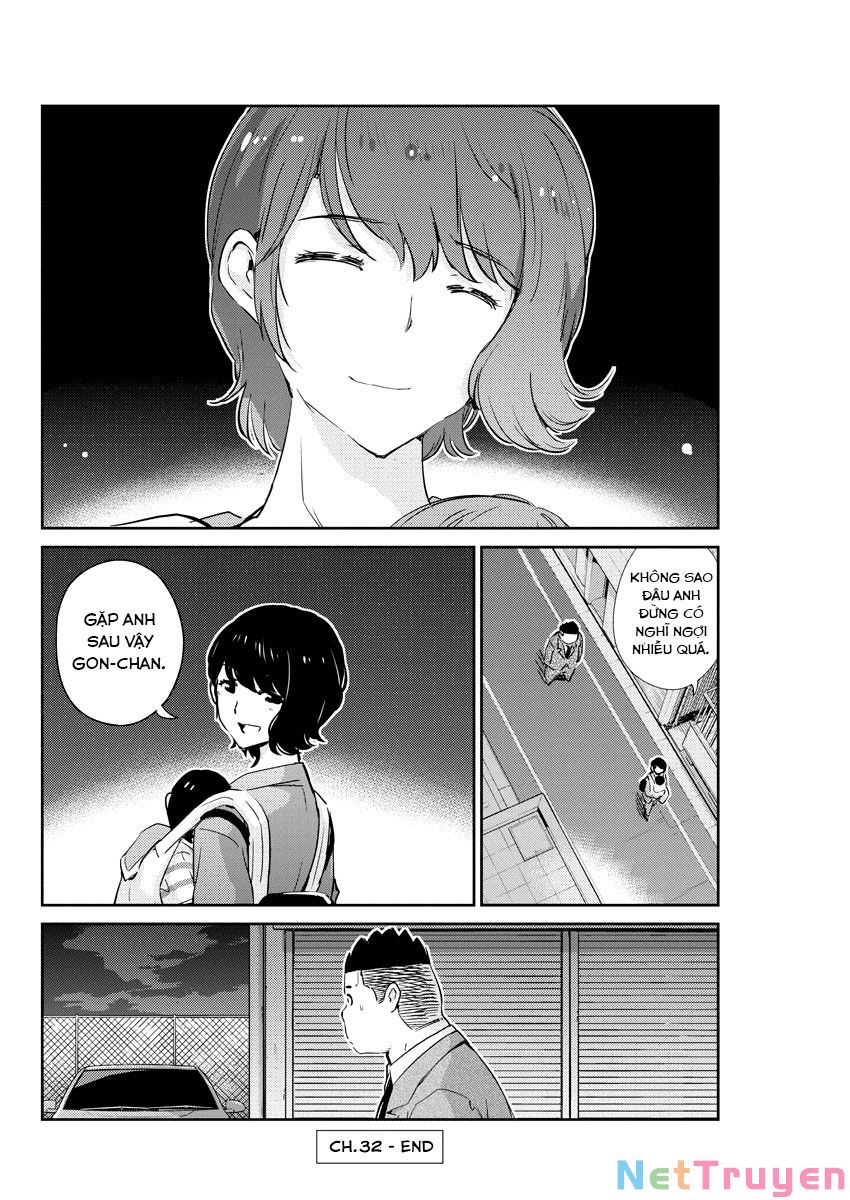 KHÔNG SAO
ĐÂU ANH
ĐỪNG CÓ
NGHĨ NGỢI
NHIỀU QUÁ.
GẶP ANH
SAU VẬY
GON-CHAN.
CH.32 - END
NetTruyen